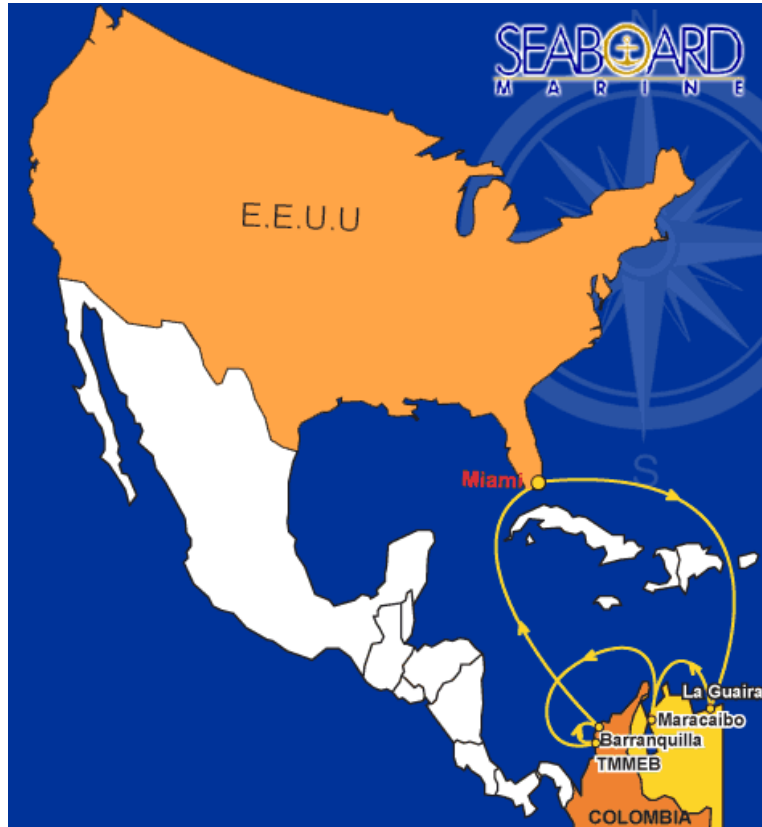 SEABOARD
MARINE
N
E.E.U.U
S
Miami
La Guaira
Maracaibo
Barranquilla
TMMEB
COLOMBIA